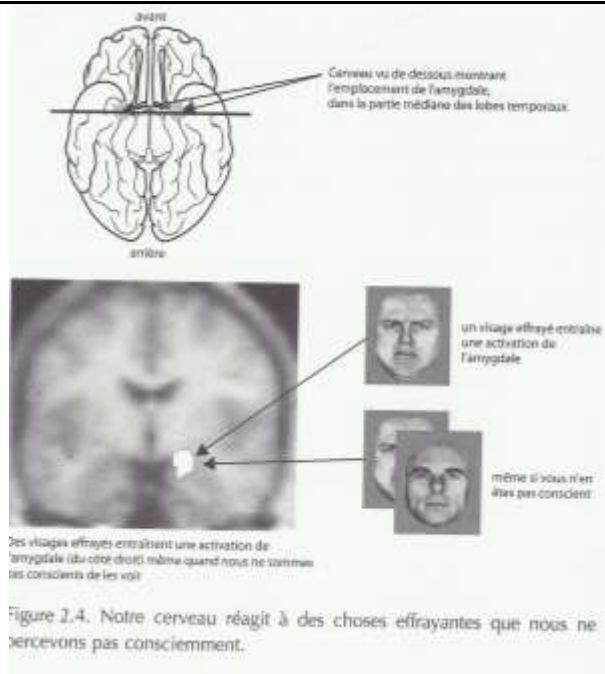 avant
Cerveau vu de dessous montrant
l'emplacement de l'amygdale,
dans la partie médiane des lobes temporaux
arrière
un visage effrayé entraîne
une activation de
l'amygdale
même si vous n'en
êtes pas conscient
Des visages effrayés entraînent une activation de
l'amygdale (du côté droit) même quand nous ne sommes
pas conscients de les voir
Figure 2.4. Notre cerveau réagit à des choses effrayantes que nous ne
percevons pas consciemment.